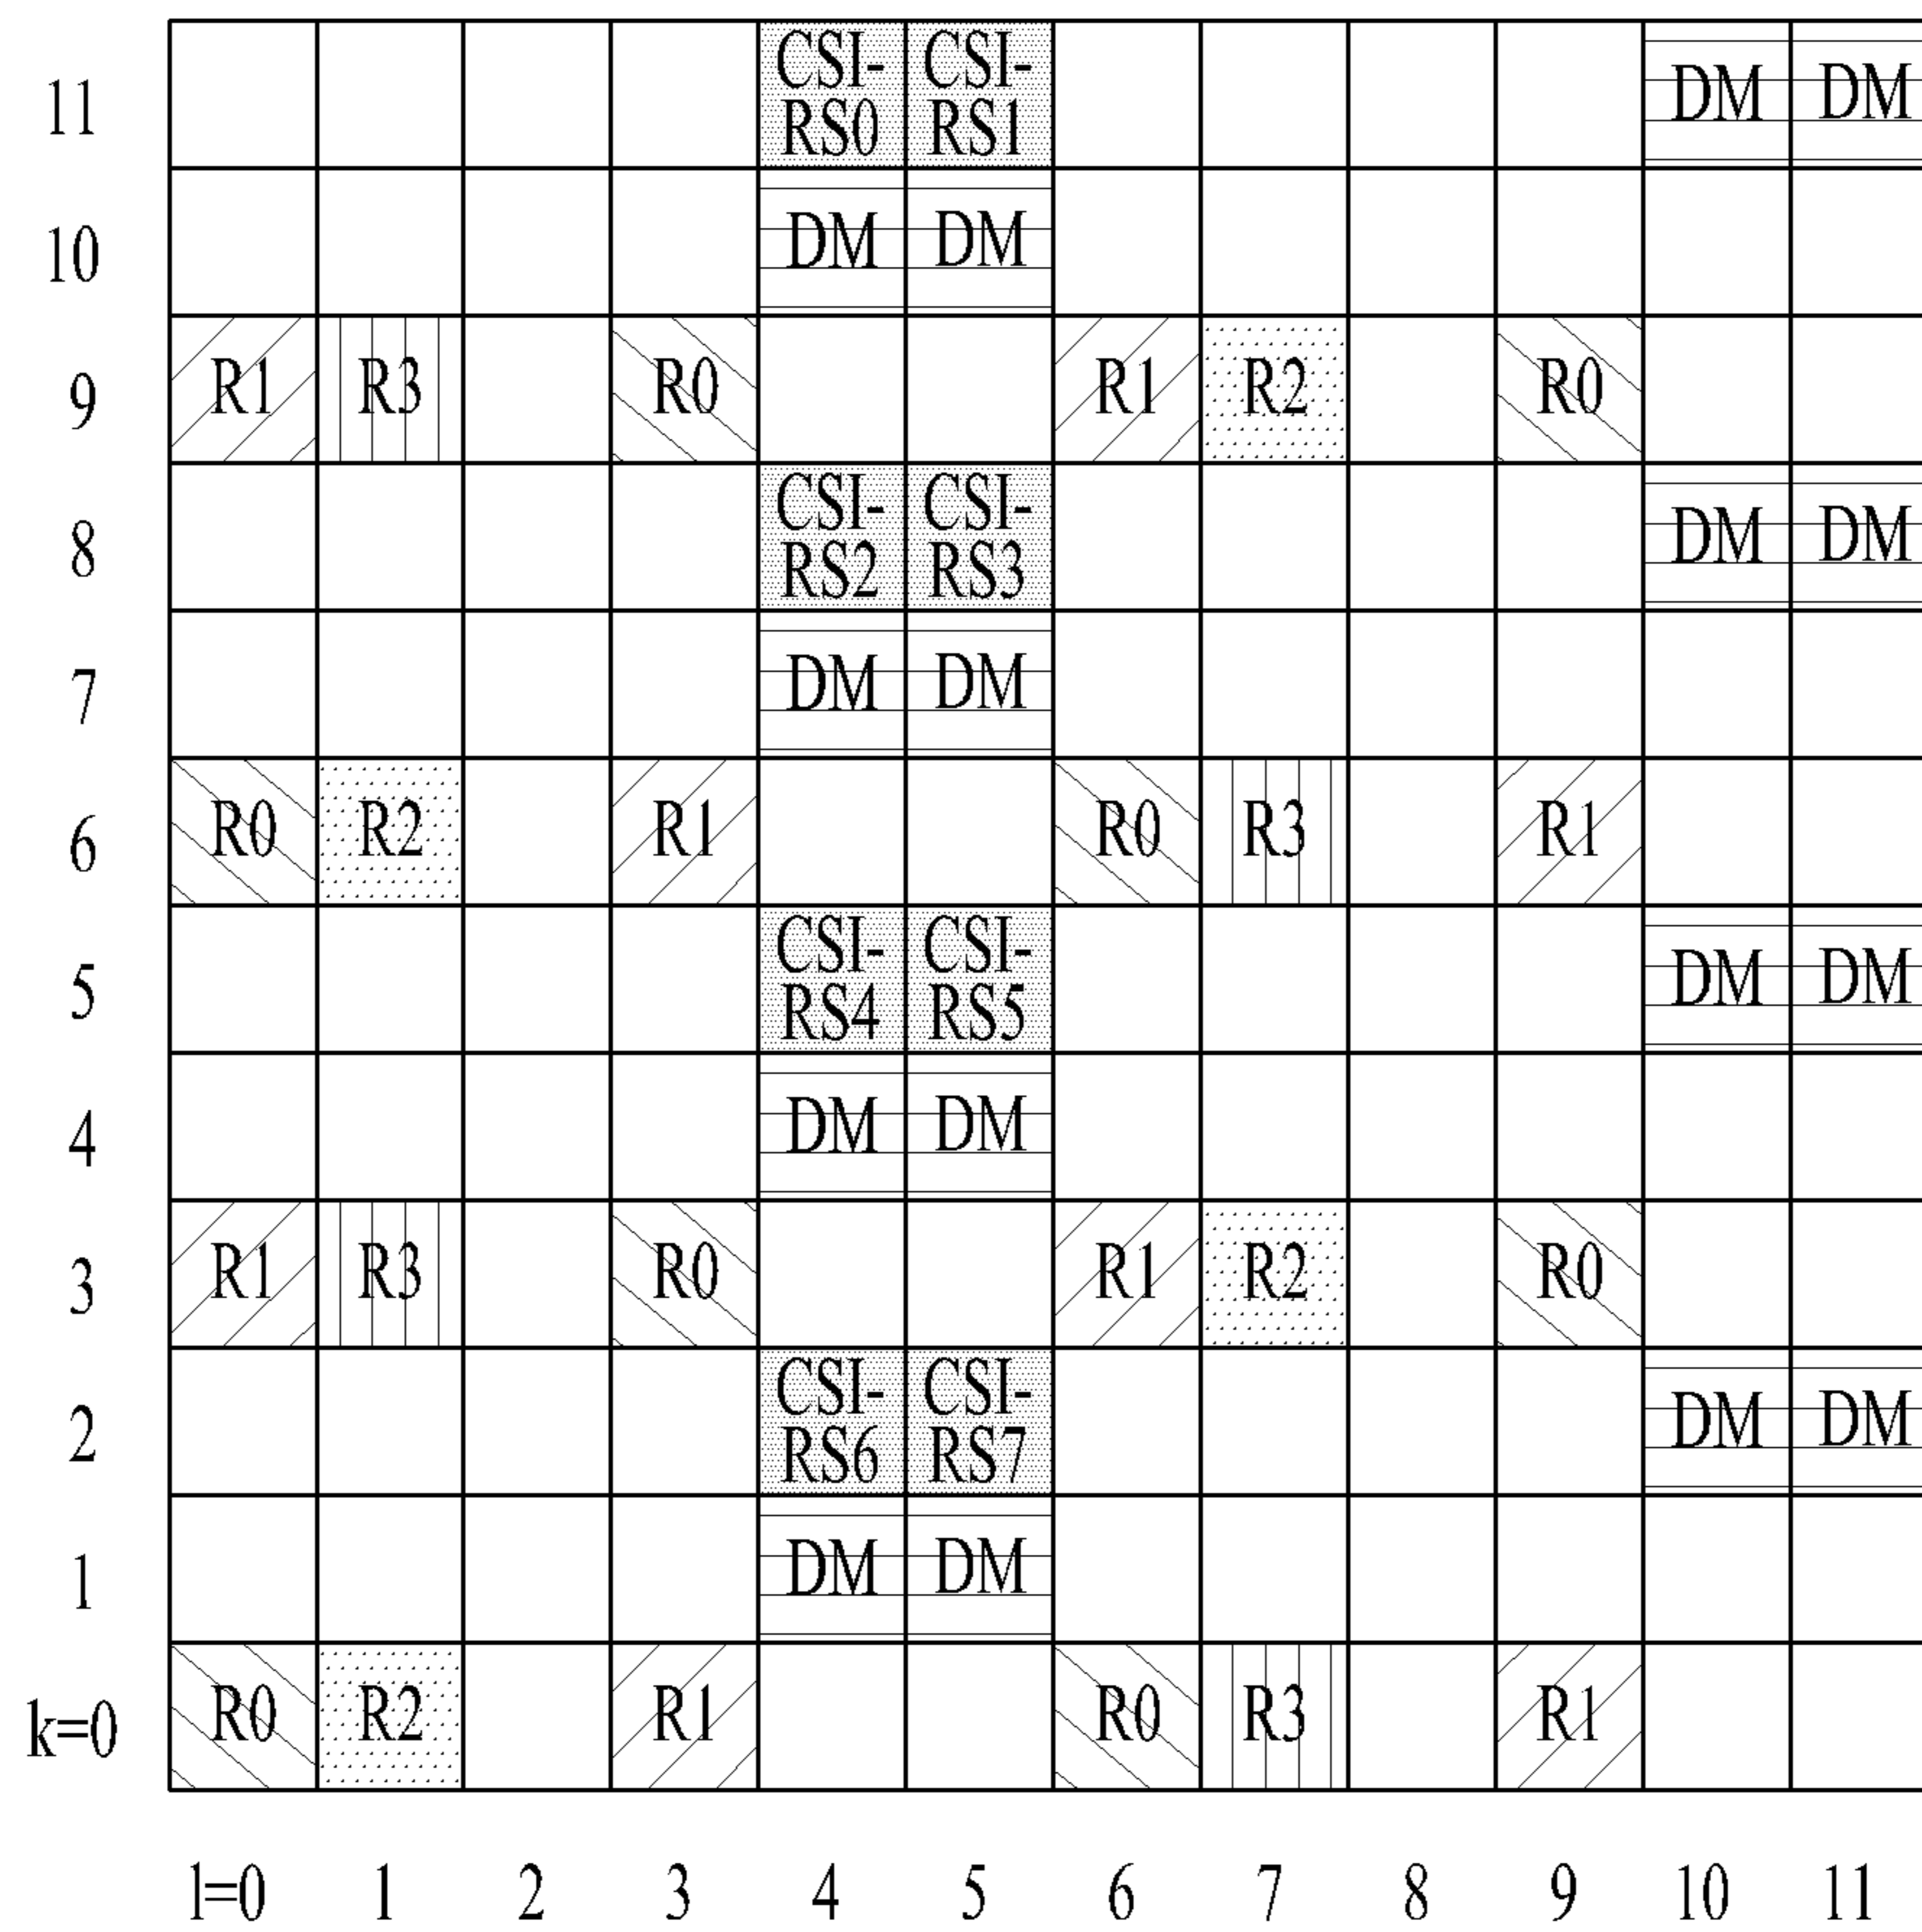 11 CSI-RS0 CSI-RS1 DM DM
10 DM DM
9 R1 R3 R0 R1 R2 R0
8 CSI-RS2 CSI-RS3 DM DM
7 DM DM
6 R0 R2 R1 R0 R3 R1
5 CSI-RS4 CSI-RS5 DM DM
4 DM DM
3 R1 R3 R0 R1 R2 R0
2 CSI-RS6 CSI-RS7 DM DM
1 DM DM
k=0 R0 R2 R1 R0 R3 R1
l=0 1 2 3 4 5 6 7 8 9 10 11